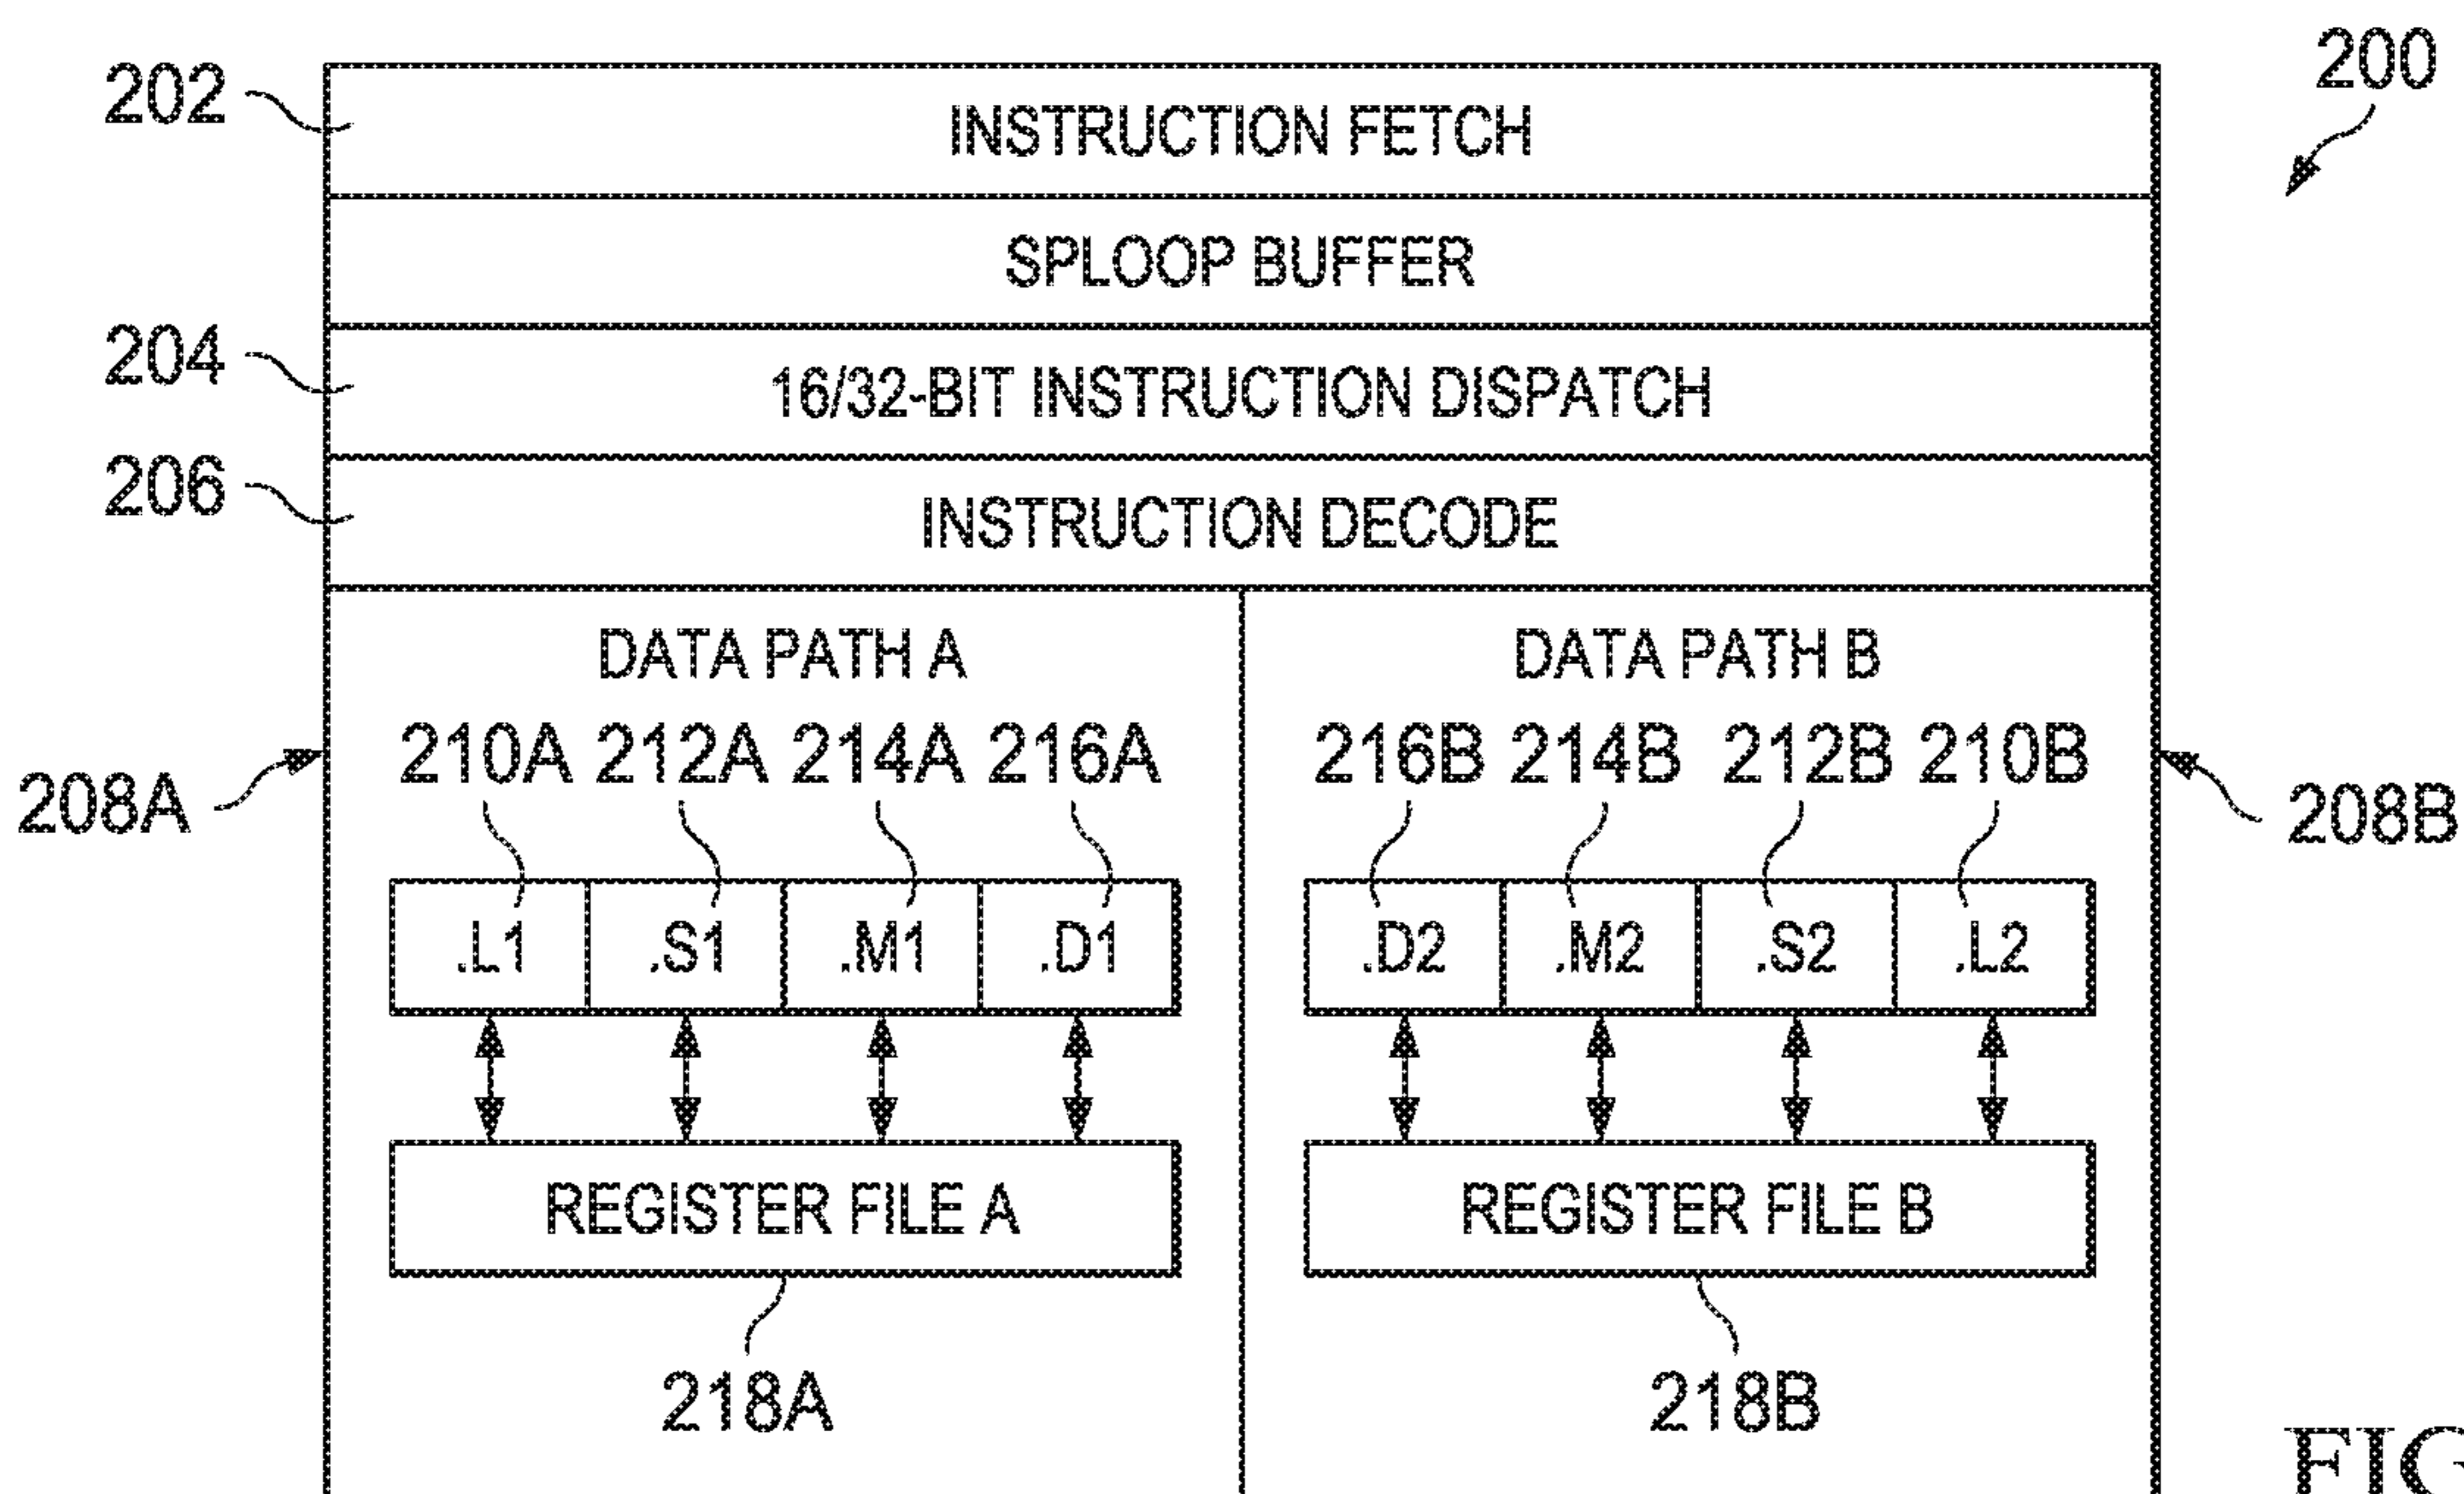 200
202
INSTRUCTION FETCH
SPLOOP BUFFER
204
16/32-BIT INSTRUCTION DISPATCH
206
INSTRUCTION DECODE
DATA PATH A
DATA PATH B
210A 212A 214A 216A
216B 214B 212B 210B
208A
208B
.L1 .S1 .M1 .D1
.D2 .M2 .S2 .L2
REGISTER FILE A
REGISTER FILE B
218A
218B